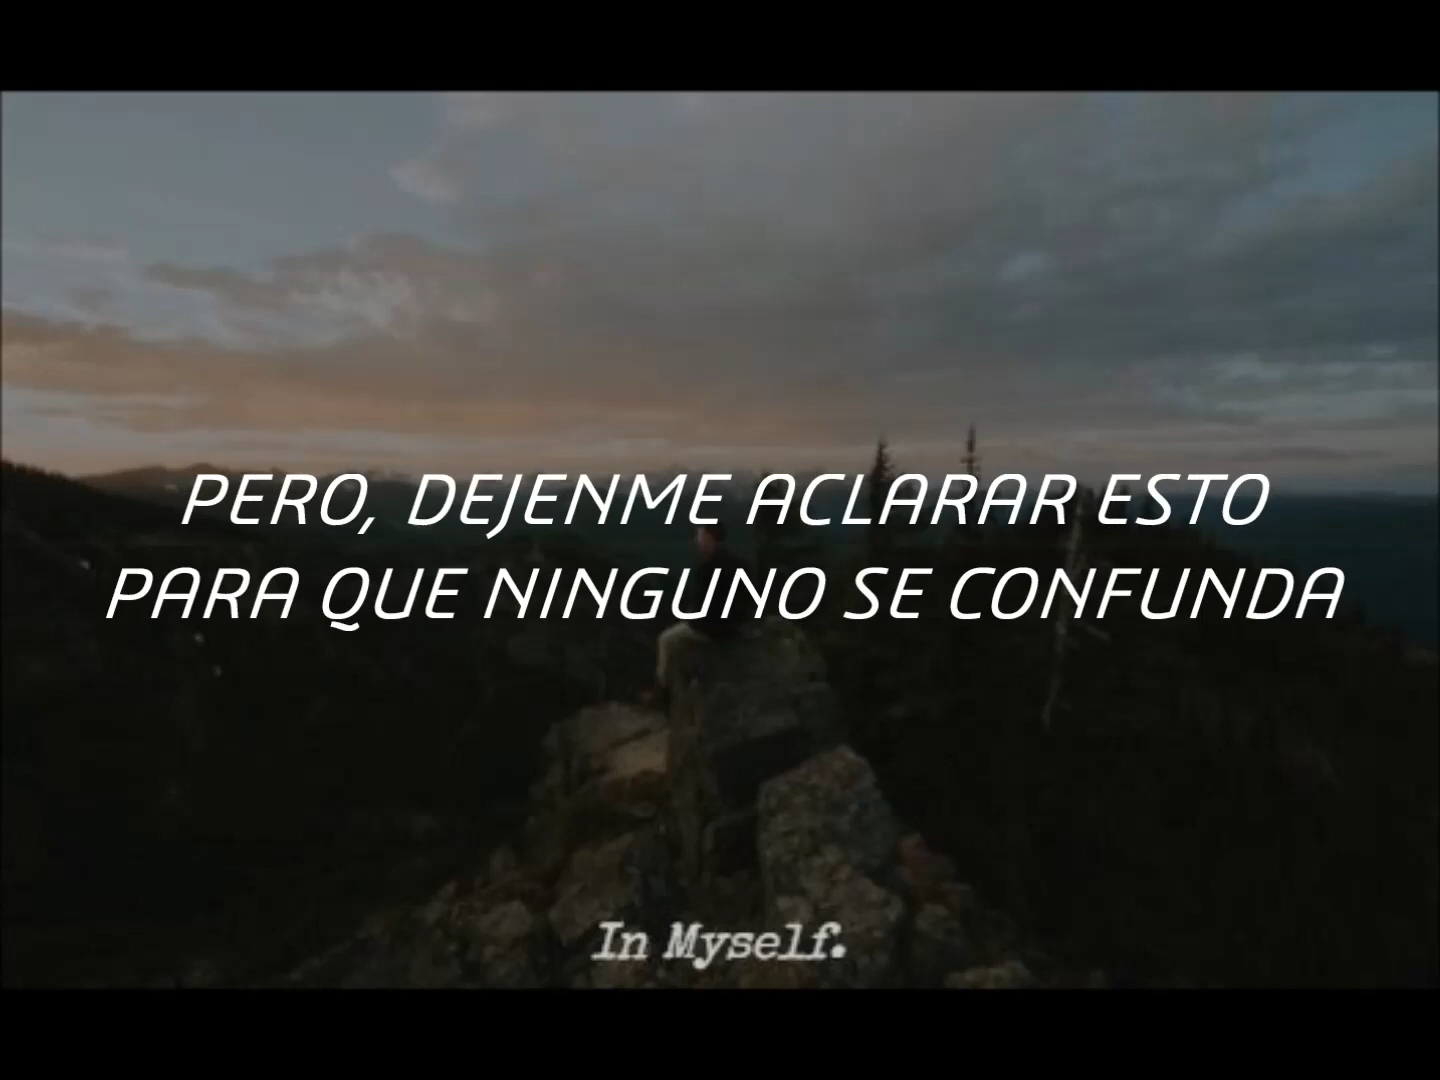 PERO, DEJENME ACLARAR ESTO
PARA QUE NINGUNO SE CONFUNDA
In Myself.